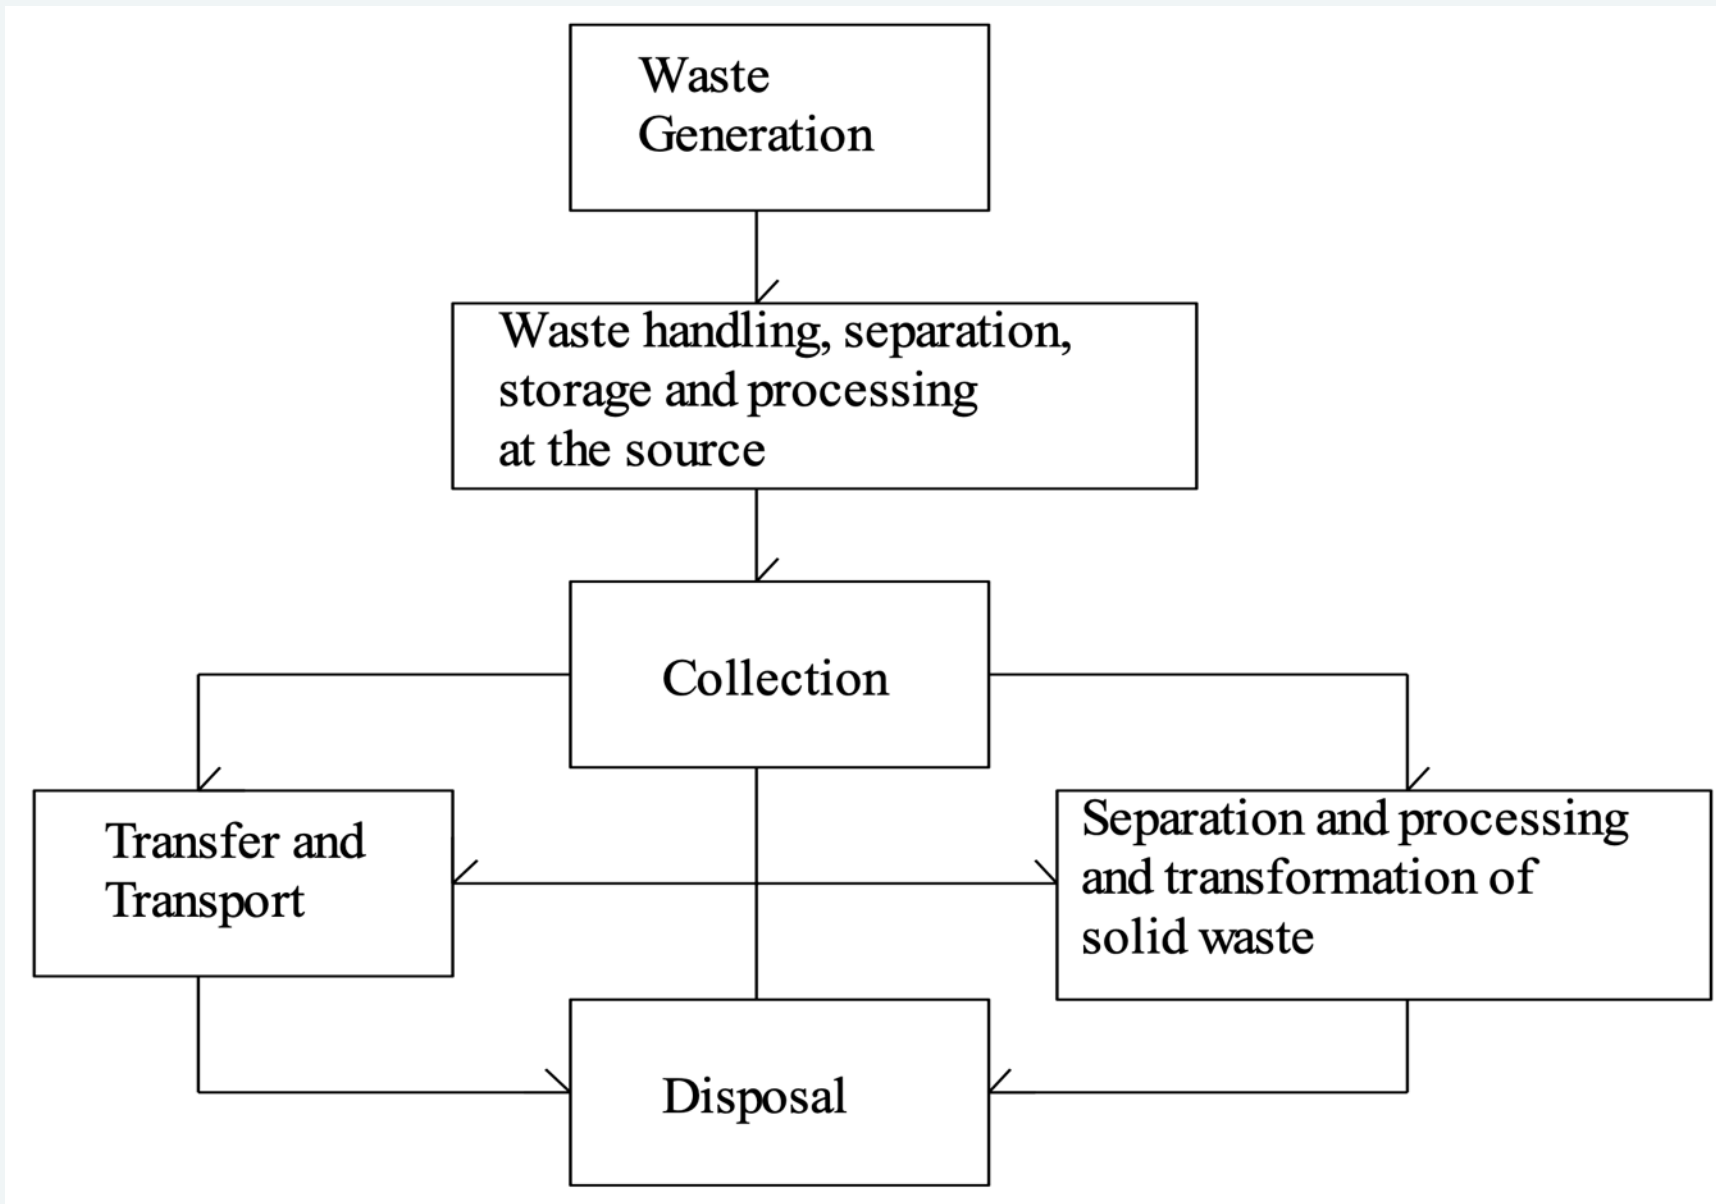 Waste
Generation
Waste handling, separation,
storage and processing
at the source
Collection
Transfer and
Transport
Separation and processing
and transformation of
solid waste
Disposal